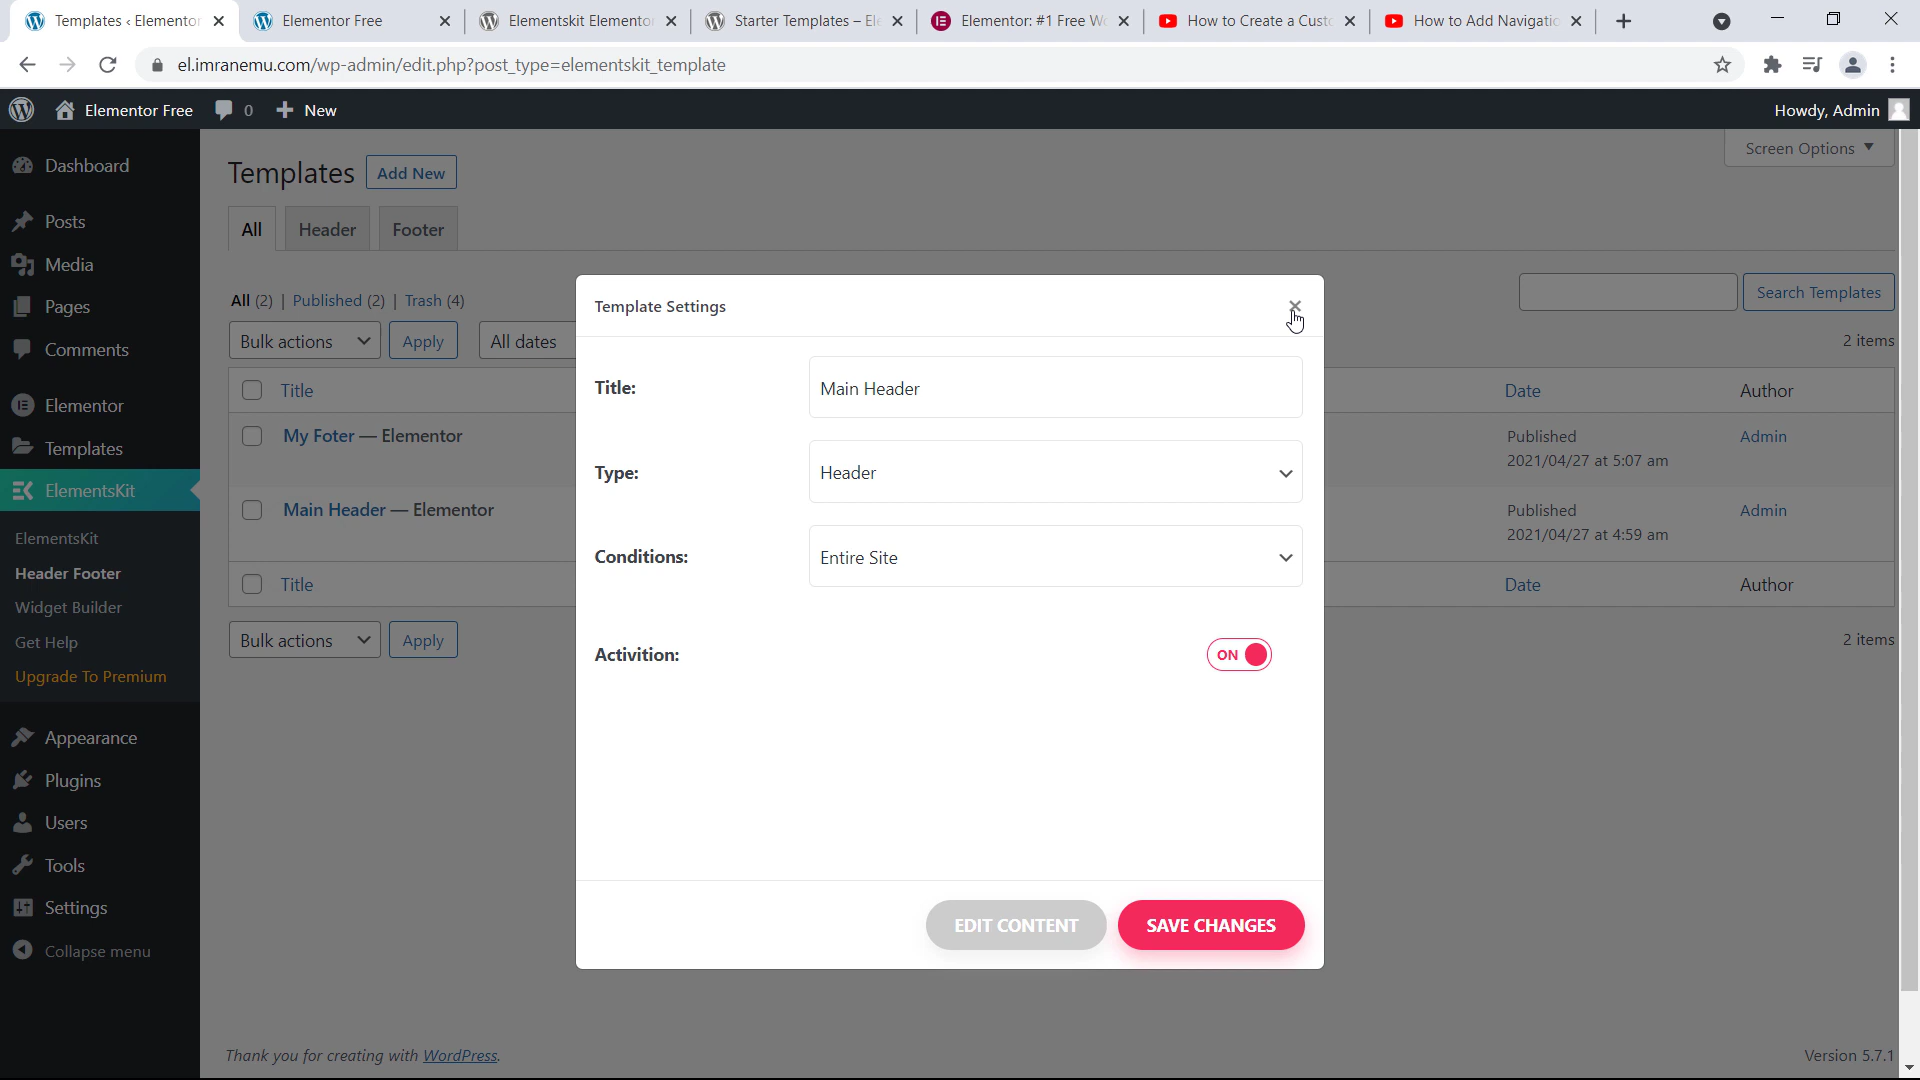 Templates ‹ Elementor
Elementor Free
Elementskit Elemento
Starter Templates – Ele
Elementor: #1 Free Wo
How to Create a Custo
How to Add Navigatio
el.imranemu.com/wp-admin/edit.php?post_type=elementskit_template
Elementor Free 0 New
Howdy, Admin
Dashboard
Posts
Media
Pages
Comments
Elementor
Templates
ElementsKit
ElementsKit
Header Footer
Widget Builder
Get Help
Upgrade To Premium
Appearance
Plugins
Users
Tools
Settings
Collapse menu
Screen Options
Templates Add New
All Header Footer
All (2) | Published (2) | Trash (4)
Search Templates
Bulk actions Apply All dates
2 items
Title Date Author
My Foter — Elementor
Published Admin
2021/04/27 at 5:07 am
Main Header — Elementor
Published Admin
2021/04/27 at 4:59 am
Title Date Author
Bulk actions Apply
2 items
Template Settings
Title: Main Header
Type: Header
Conditions: Entire Site
Activition: ON
EDIT CONTENT SAVE CHANGES
Thank you for creating with WordPress.
Version 5.7.1